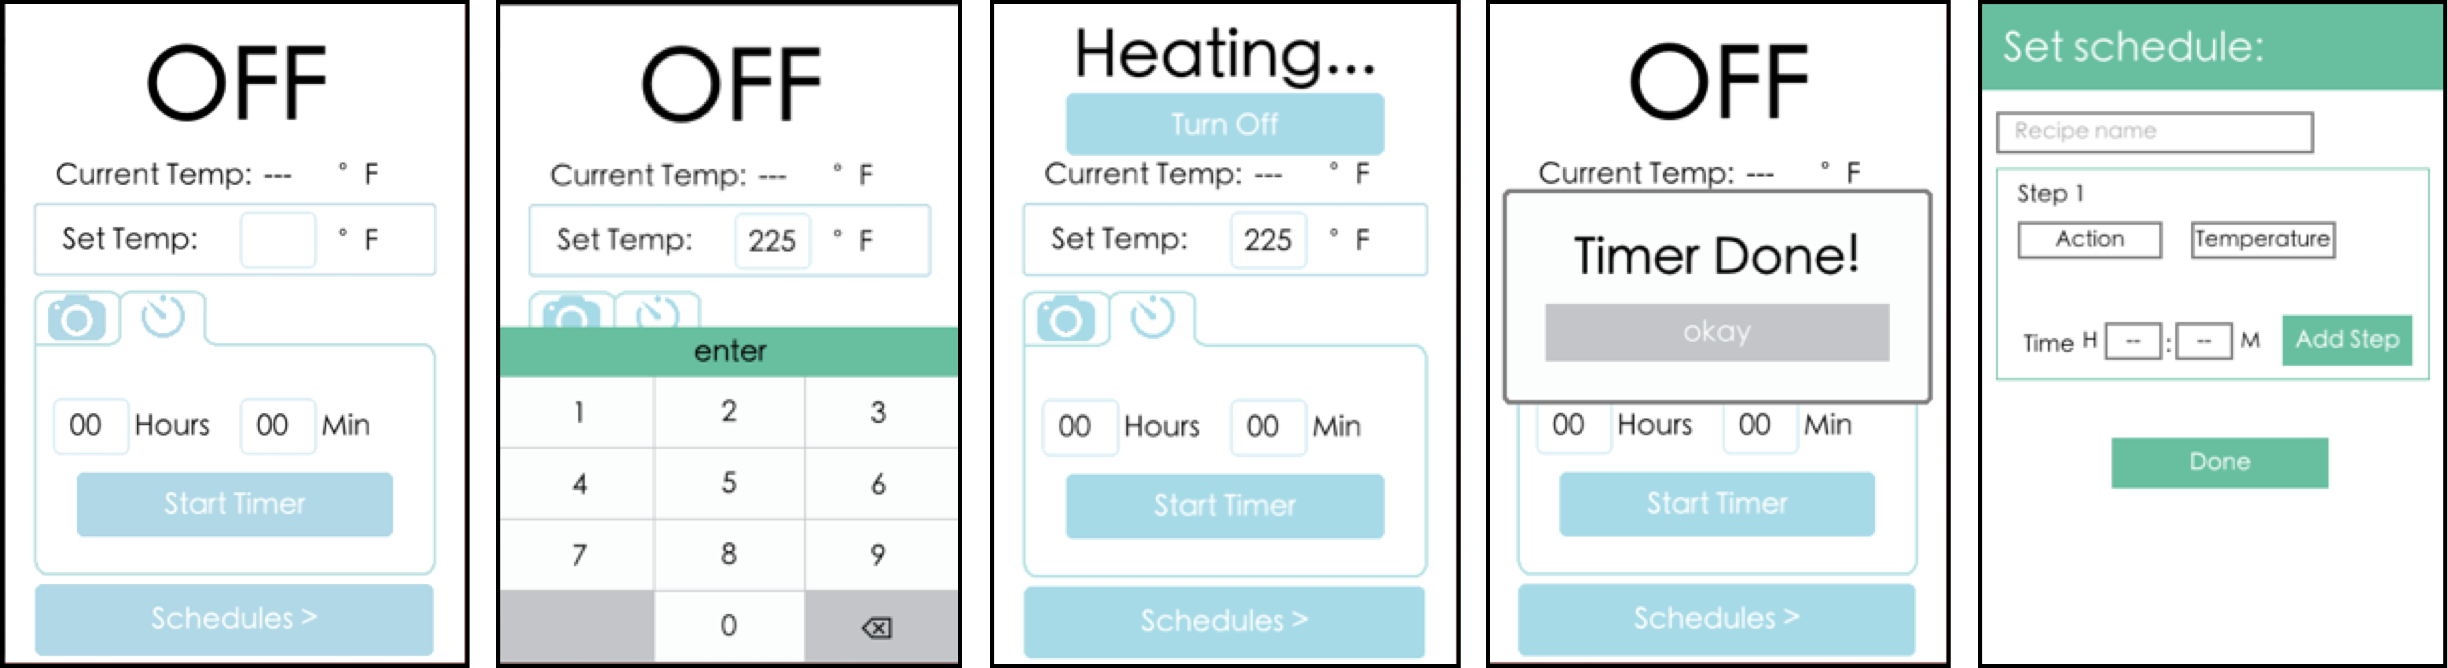 OFF
Current Temp: --- ° F
Set Temp: ° F
00 Hours 00 Min
Start Timer
Schedules >
OFF
Current Temp: --- ° F
Set Temp: 225 ° F
enter
1 2 3
4 5 6
7 8 9
0
Heating...
Turn Off
Current Temp: --- ° F
Set Temp: 225 ° F
00 Hours 00 Min
Start Timer
Schedules >
OFF
Current Temp: --- ° F
Timer Done!
okay
00 Hours 00 Min
Start Timer
Schedules >
Set schedule:
Recipe name
Step 1
Action Temperature
Time H -- : -- M Add Step
Done